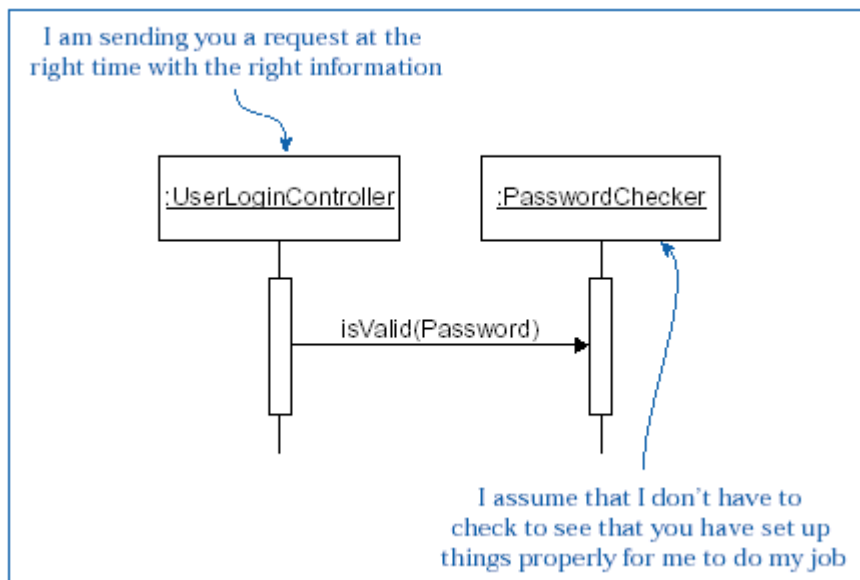 I am sending you a request at the
right time with the right information
:UserLoginController
:PasswordChecker
isValid(Password)
I assume that I don't have to
check to see that you have set up
things properly for me to do my job